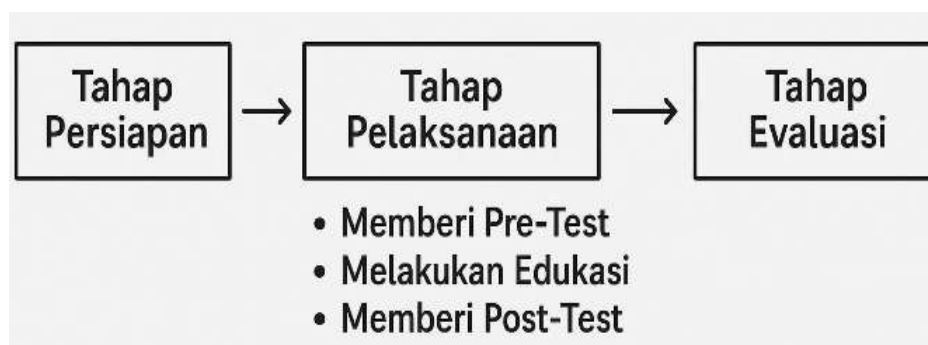 Tahap
Persiapan
Tahap
Pelaksanaan
Tahap
Evaluasi
• Memberi Pre-Test
• Melakukan Edukasi
• Memberi Post-Test